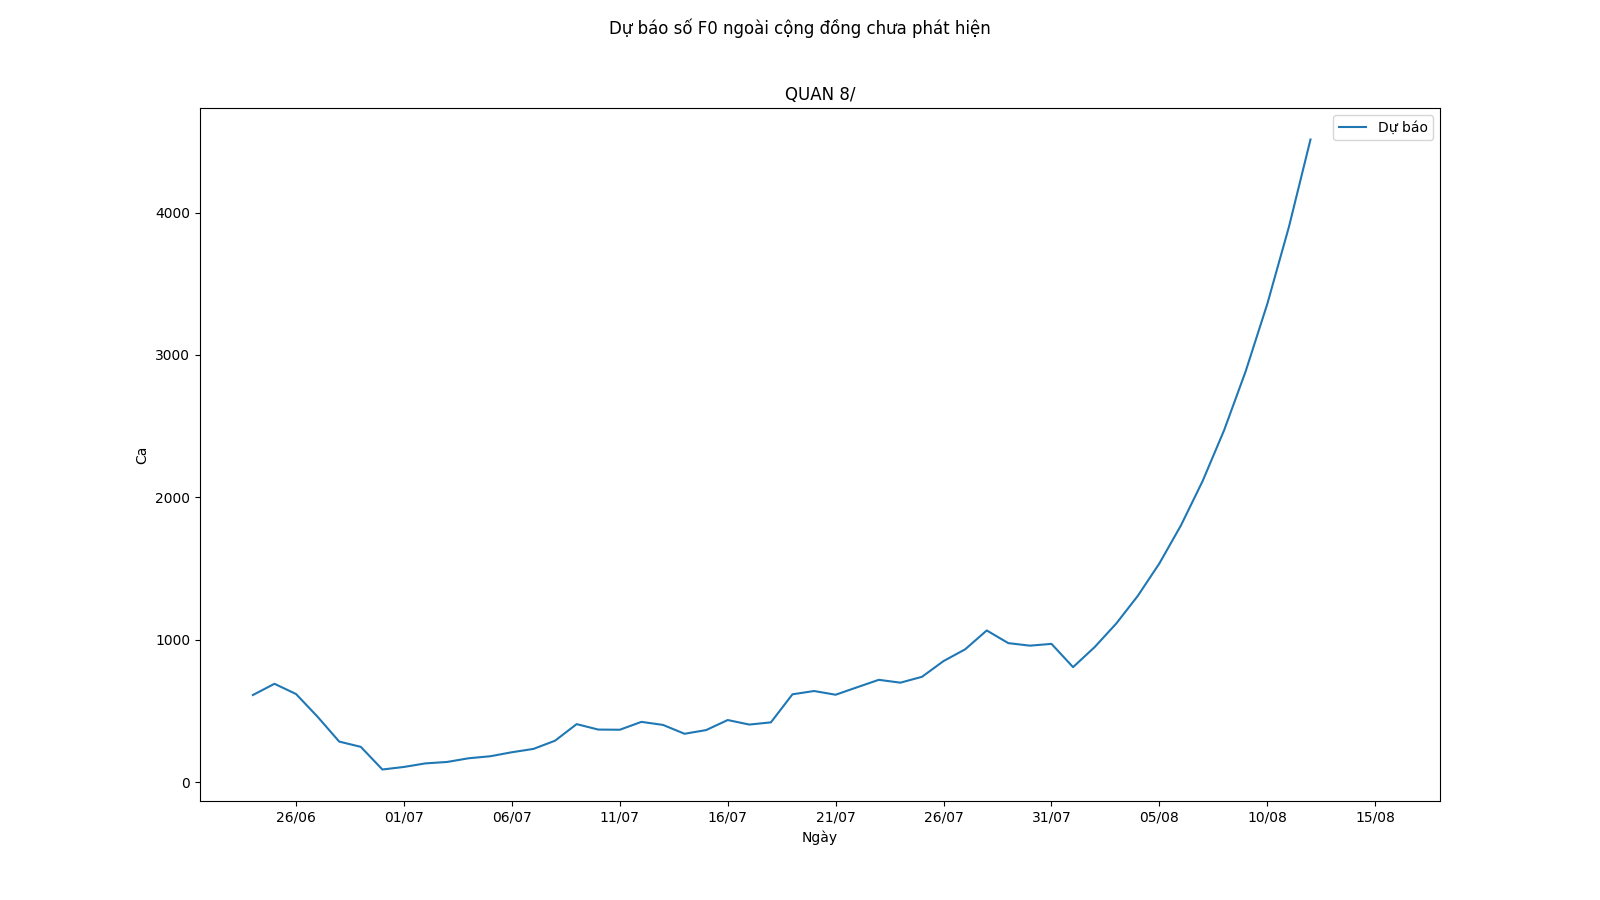 Dự báo số F0 ngoài cộng đồng chưa phát hiện
QUAN 8/
Dự báo
4000
3000
2000
1000
0
Ca
26/06 01/07 06/07 11/07 16/07 21/07 26/07 31/07 05/08 10/08 15/08
Ngày